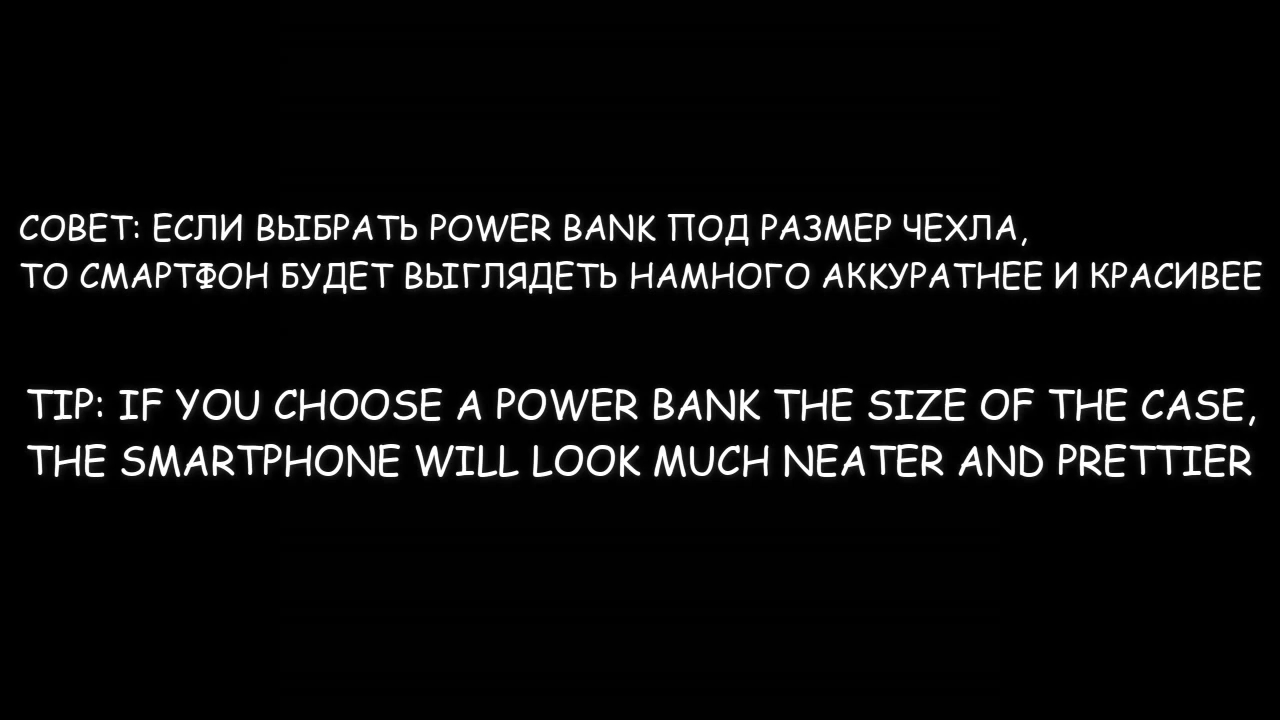 СОВЕТ: ЕСЛИ ВЫБРАТЬ POWER BANK ПОД РАЗМЕР ЧЕХЛА,
ТО СМАРТФОН БУДЕТ ВЫГЛЯДЕТЬ НАМНОГО АККУРАТНЕЕ И КРАСИВЕЕ
TIP: IF YOU CHOOSE A POWER BANK THE SIZE OF THE CASE,
THE SMARTPHONE WILL LOOK MUCH NEATER AND PRETTIER